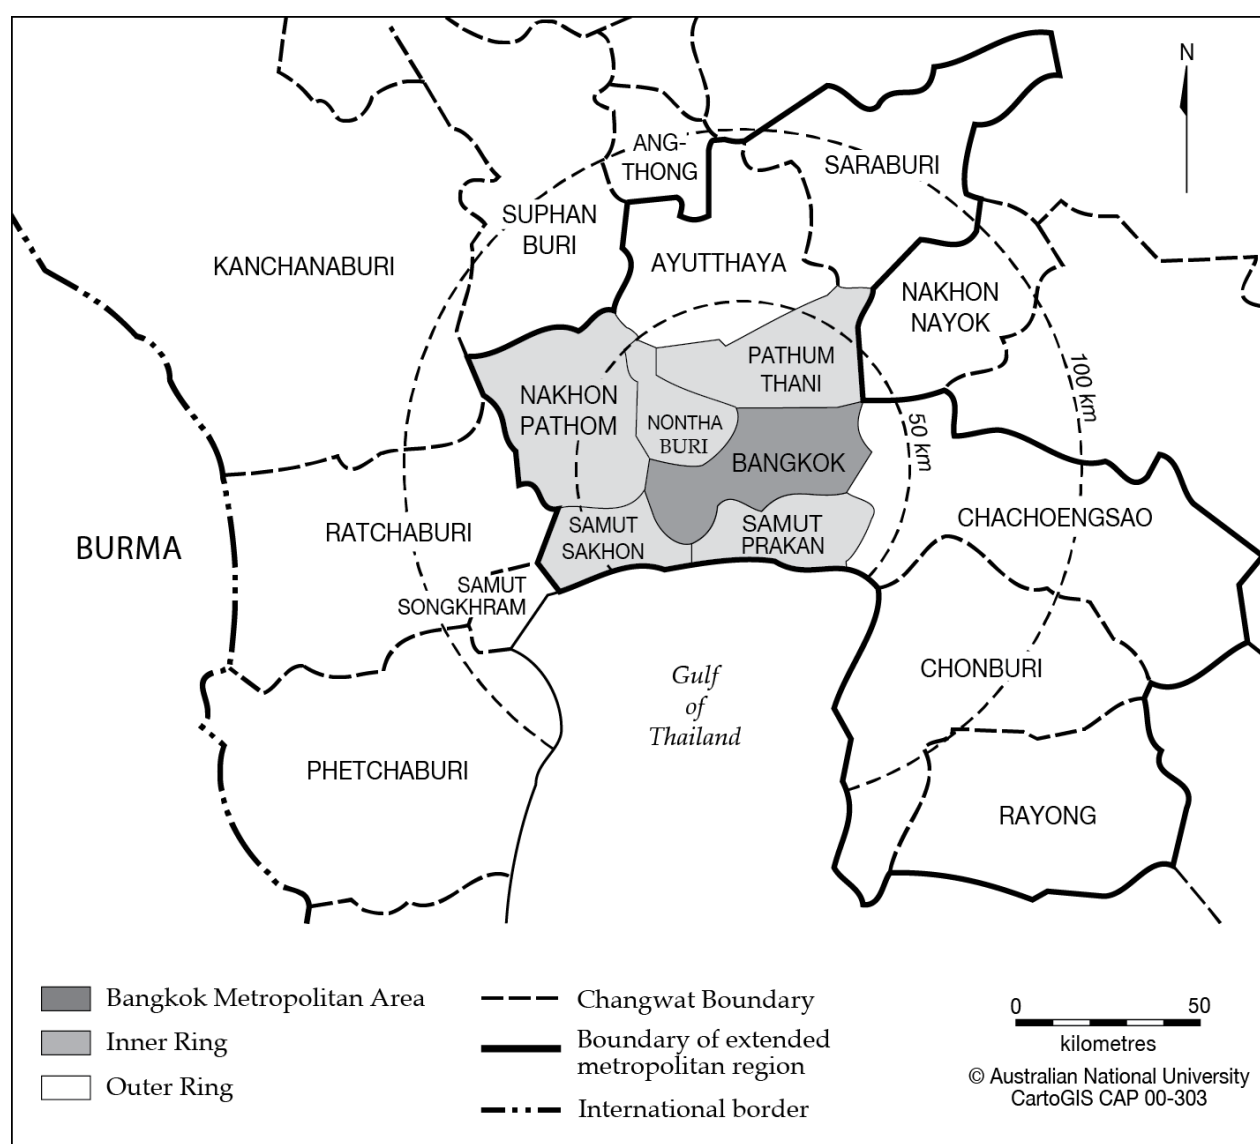 N
ANG-
THONG
SARABURI
SUPHAN
BURI
KANCHANABURI
AYUTTHAYA
NAKHON
NAYOK
PATHUM
THANI
100 km
NAKHON
PATHOM
NONTHA
BURI
50 km
BANGKOK
CHACHOENGSAO
SAMUT
SAKHON
SAMUT
PRAKAN
RATCHABURI
BURMA
SAMUT
SONGKHRAM
CHONBURI
Gulf
of
Thailand
PHETCHABURI
RAYONG
Bangkok Metropolitan Area
Inner Ring
Outer Ring
Changwat Boundary
Boundary of extended
metropolitan region
International border
0 50
kilometres
© Australian National University
CartoGIS CAP 00-303